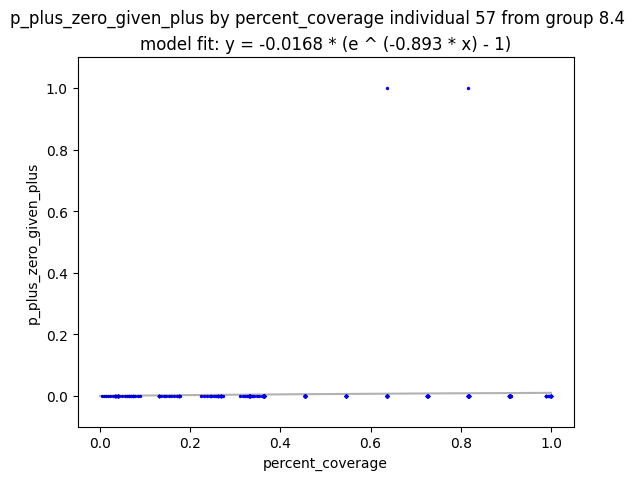 p_plus_zero_given_plus by percent_coverage individual 57 from group 8.4
model fit: y = -0.0168 * (e ^ (-0.893 * x) - 1)
1.0
0.8
0.6
0.4
0.2
0.0
p_plus_zero_given_plus
0.0 0.2 0.4 0.6 0.8 1.0
percent_coverage